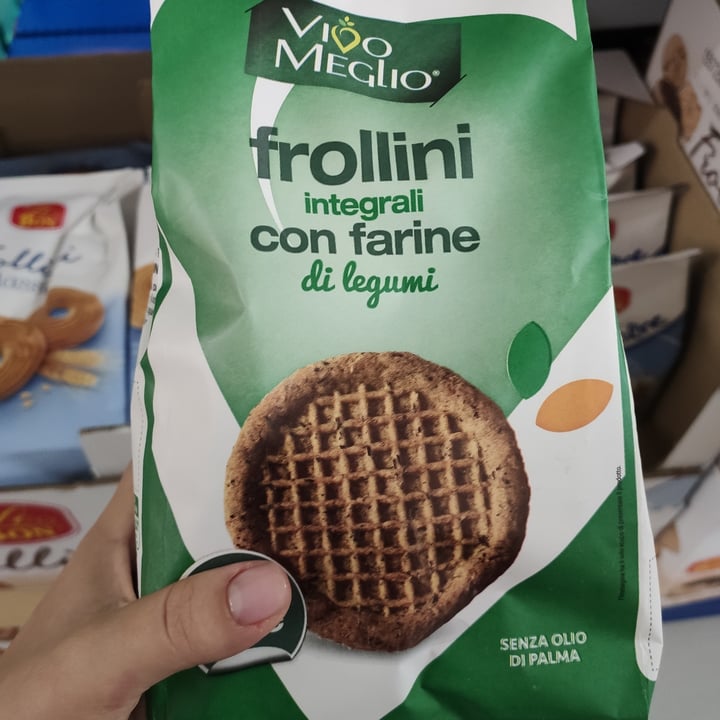 VIVO
MEGLIO®
frollini
integrali
con farine
di legumi
SENZA OLIO
DI PALMA